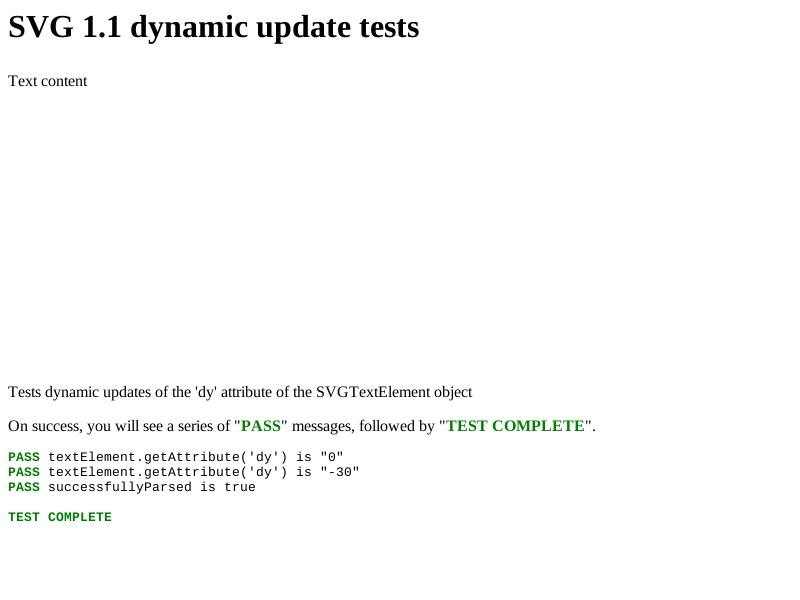 SVG 1.1 dynamic update tests
Text content
Tests dynamic updates of the 'dy' attribute of the SVGTextElement object
On success, you will see a series of "PASS" messages, followed by "TEST COMPLETE".
PASS textElement.getAttribute('dy') is "0"
PASS textElement.getAttribute('dy') is "-30"
PASS successfullyParsed is true
TEST COMPLETE